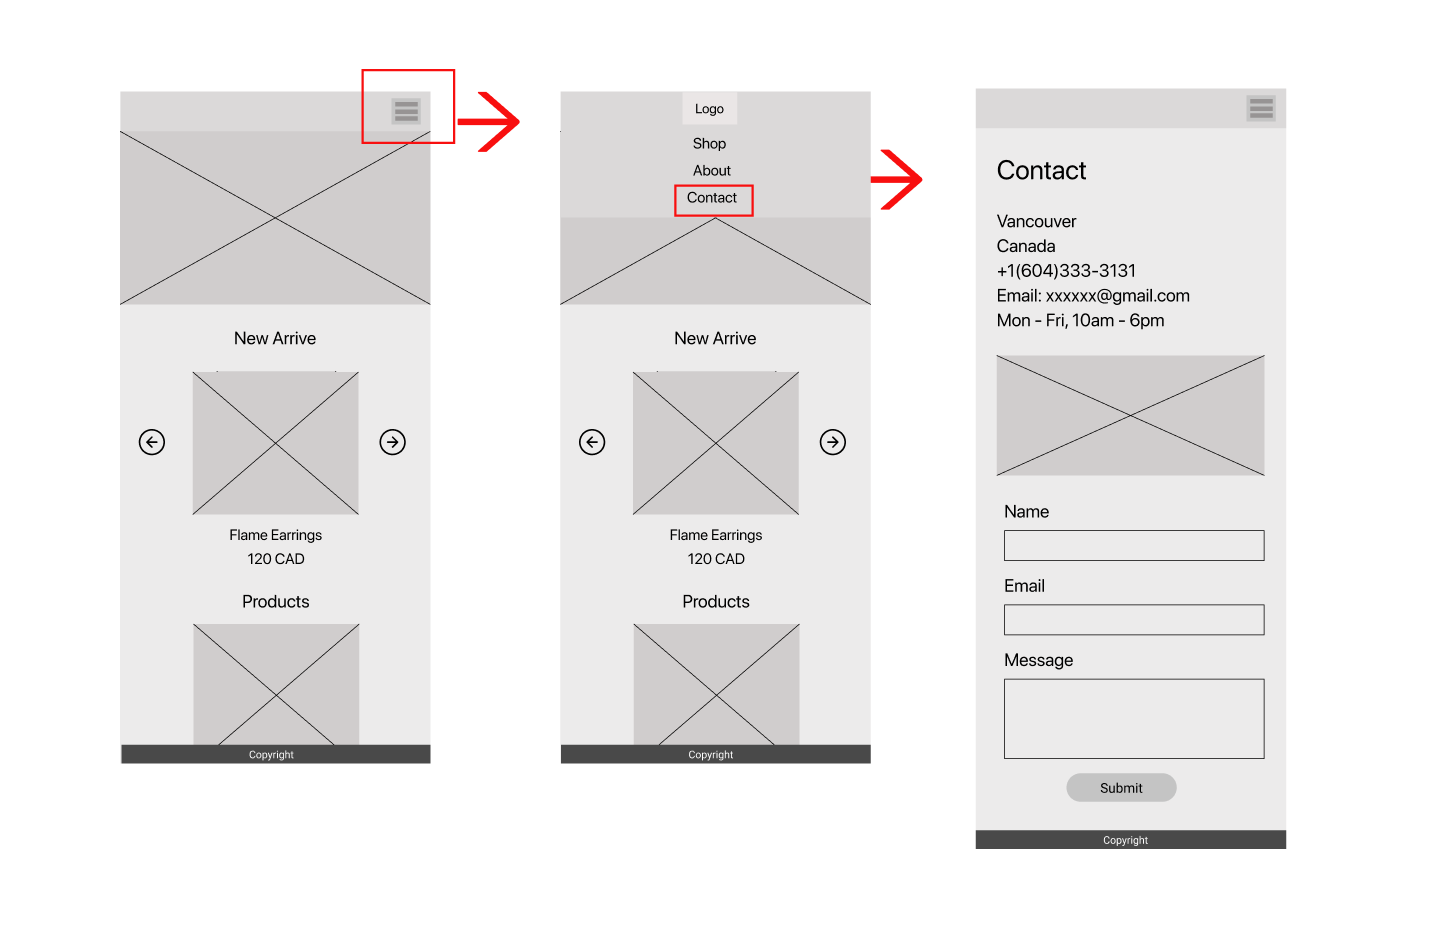 New Arrive
Flame Earrings
120 CAD
Products
Copyright
Logo
Shop
About
Contact
New Arrive
Flame Earrings
120 CAD
Products
Copyright
Contact
Vancouver
Canada
+1(604)333-3131
Email: xxxxxx@gmail.com
Mon - Fri, 10am - 6pm
Name
Email
Message
Submit
Copyright